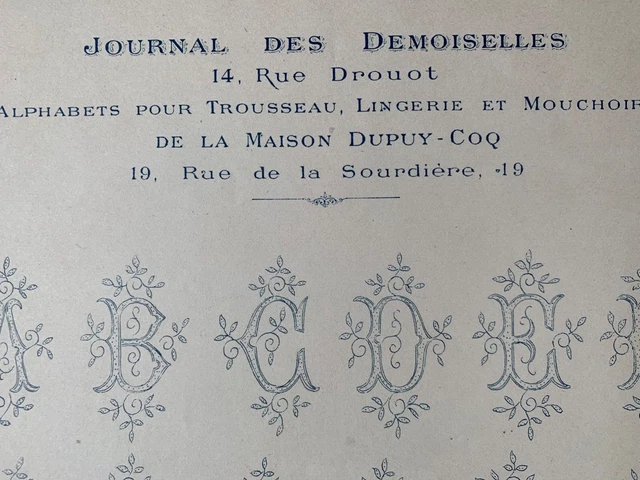 JOURNAL DES DEMOISELLES
14, Rue Drouot
ALPHABETS POUR TROUSSEAU, LINGERIE ET MOUCHOIR
DE LA MAISON DUPUY-COQ
19, Rue de la Sourdière, 19
A B C D E